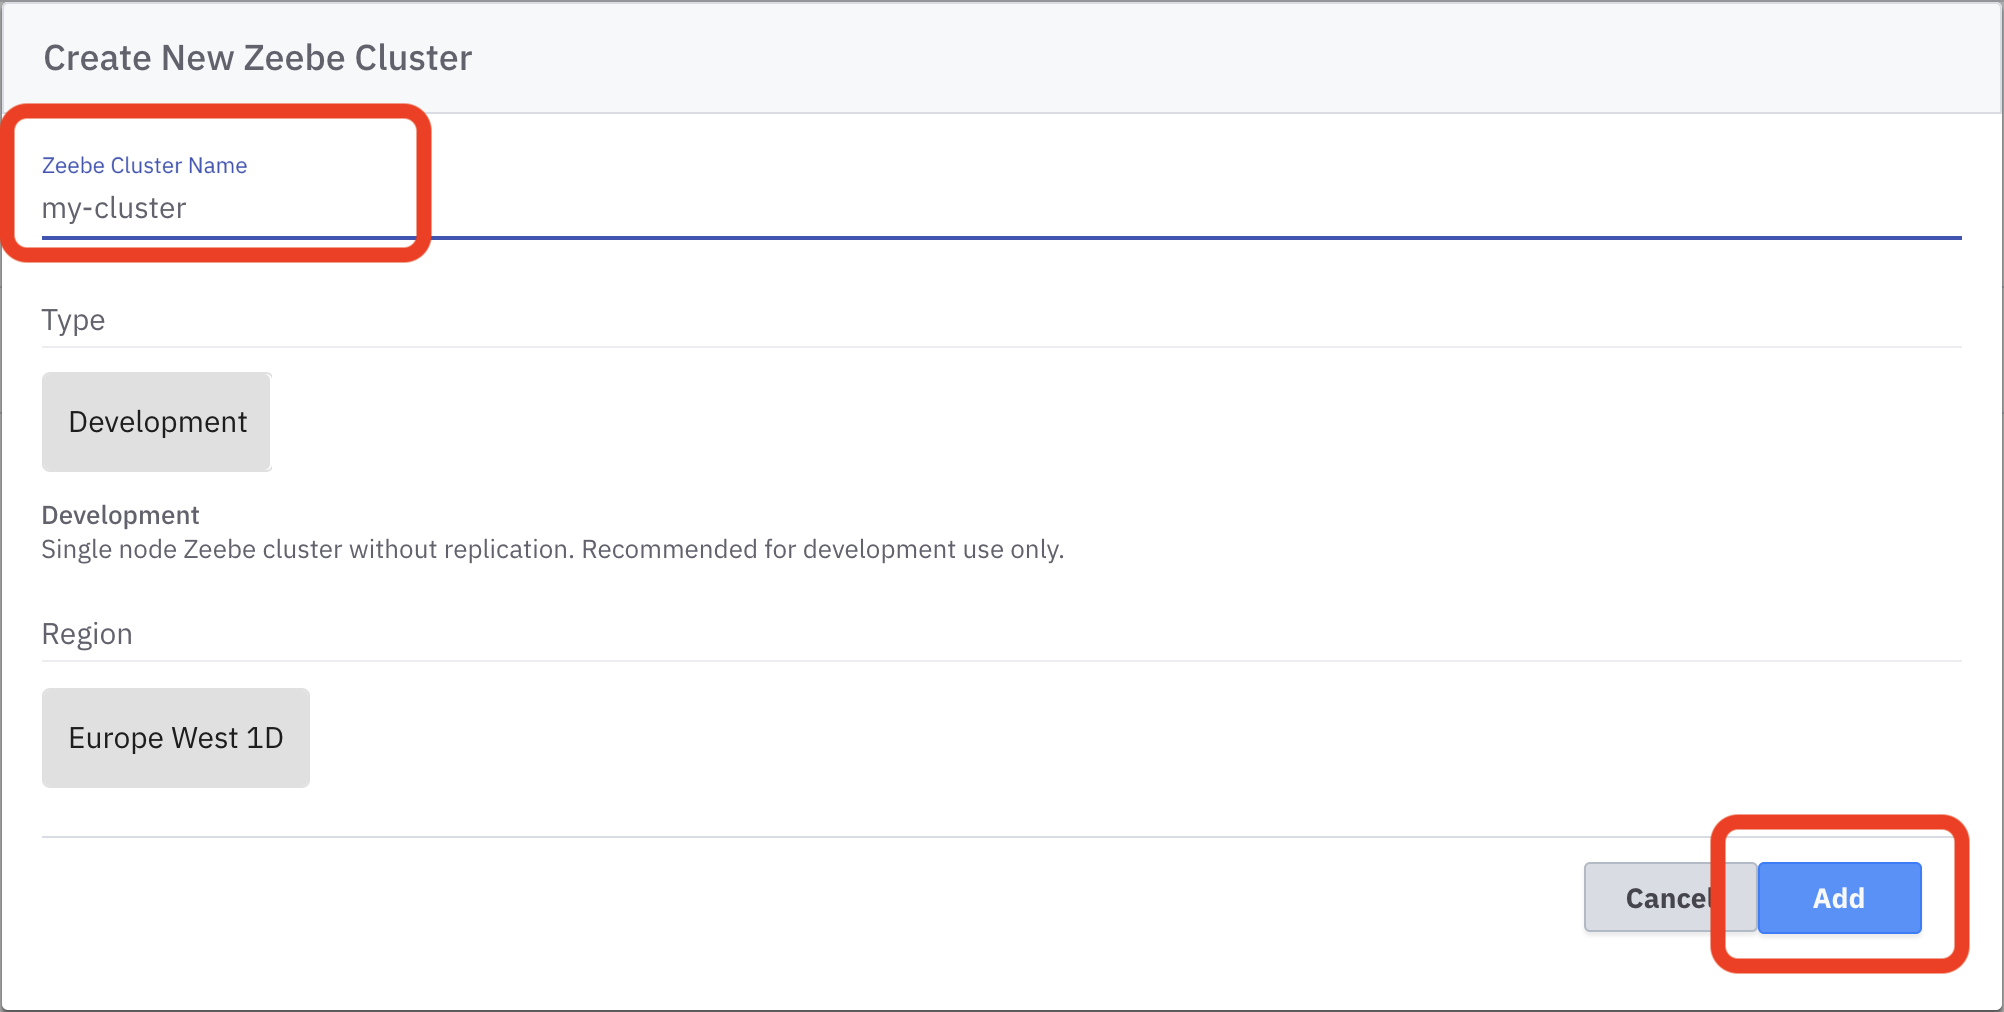 Create New Zeebe Cluster
Zeebe Cluster Name
my-cluster
Type
Development
Development
Single node Zeebe cluster without replication. Recommended for development use only.
Region
Europe West 1D
Cancel Add